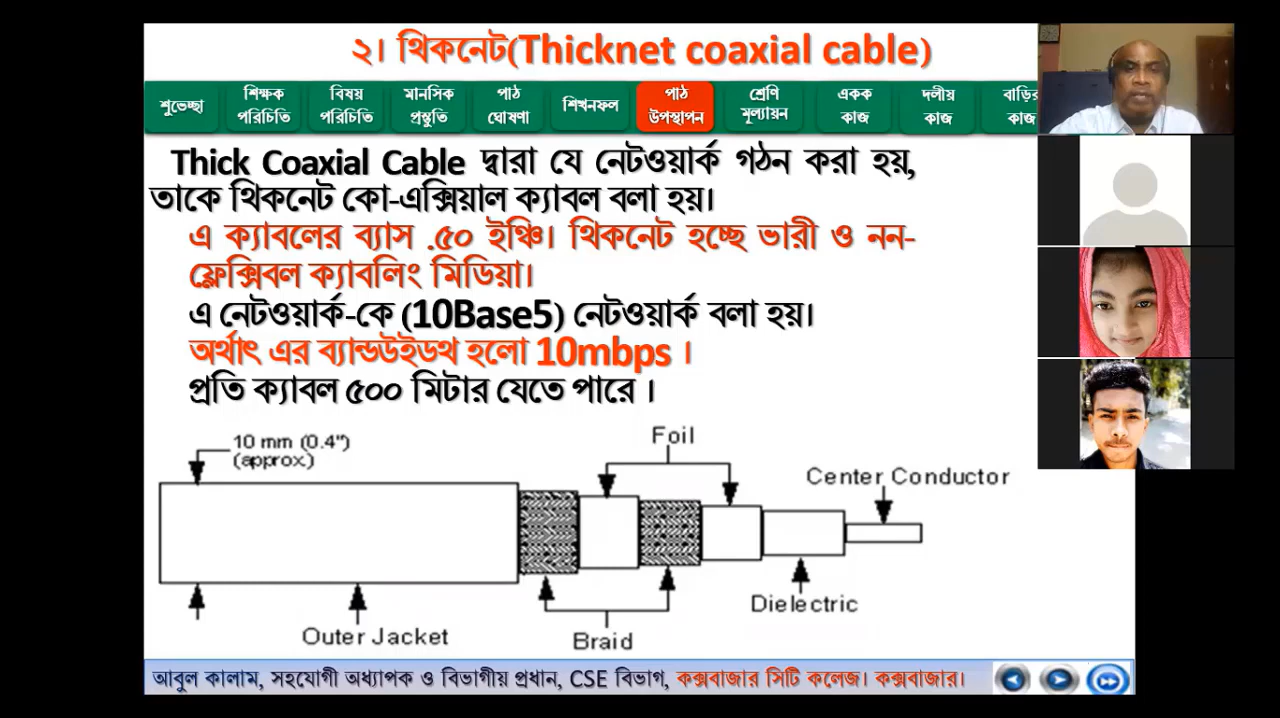 ২। থিকনেট(Thicknet coaxial cable)
শুভেচ্ছা
শিক্ষক
পরিচিতি
বিষয়
পরিচিতি
মানসিক
প্রস্তুতি
পাঠ
ঘোষণা
শিখনফল
পাঠ
উপস্থাপন
শ্রেণি
মূল্যায়ন
একক
কাজ
দলীয়
কাজ
বাড়ির
কাজ
Thick Coaxial Cable দ্বারা যে নেটওয়ার্ক গঠন করা হয়,
তাকে থিকনেট কো-এক্সিয়াল ক্যাবল বলা হয়।
এ ক্যাবলের ব্যাস .৫০ ইঞ্চি। থিকনেট হচ্ছে ভারী ও নন-
ফ্লেক্সিবল ক্যাবলিং মিডিয়া।
এ নেটওয়ার্ক-কে (10Base5) নেটওয়ার্ক বলা হয়।
অর্থাৎ এর ব্যান্ডউইডথ হলো 10mbps ।
প্রতি ক্যাবল ৫০০ মিটার যেতে পারে ।
10 mm (0.4")
(approx.)
Foil
Center Conductor
Dielectric
Outer Jacket
Braid
আবুল কালাম, সহযোগী অধ্যাপক ও বিভাগীয় প্রধান, CSE বিভাগ, কক্সবাজার সিটি কলেজ। কক্সবাজার।